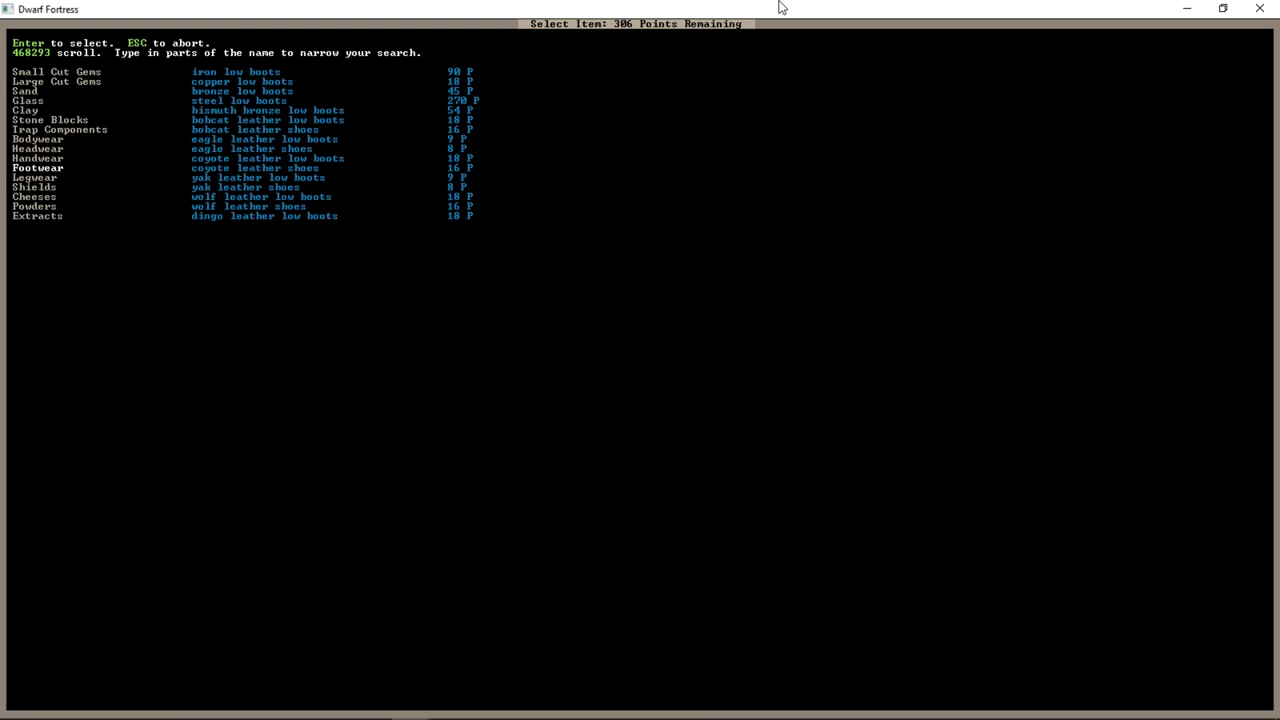 Dwarf Fortress
Select Item: 306 Points Remaining
Enter to select. ESC to abort.
468293 scroll. Type in parts of the name to narrow your search.
Small Cut Gems iron low boots 90 P
Large Cut Gems copper low boots 18 P
Sand bronze low boots 45 P
Glass steel low boots 270 P
Clay bismuth bronze low boots 54 P
Stone Blocks bobcat leather low boots 18 P
Trap Components bobcat leather shoes 16 P
Bodywear eagle leather low boots 9 P
Headwear eagle leather shoes 8 P
Handwear coyote leather low boots 18 P
Footwear coyote leather shoes 16 P
Legwear yak leather low boots 9 P
Shields yak leather shoes 8 P
Cheeses wolf leather low boots 18 P
Powders wolf leather shoes 16 P
Extracts dingo leather low boots 18 P